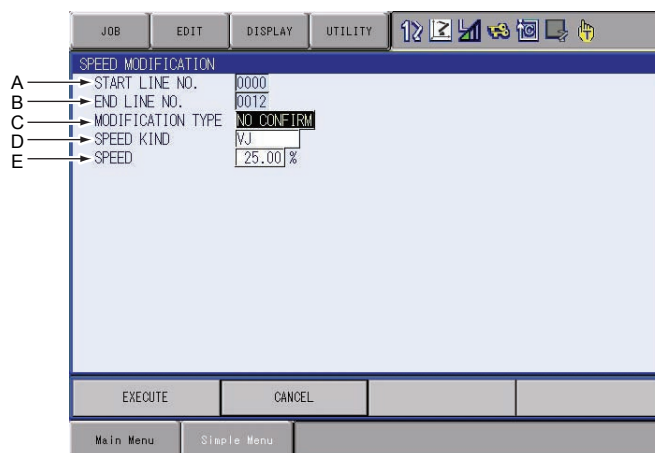 JOB EDIT DISPLAY UTILITY
SPEED MODIFICATION
A START LINE NO. 0000
B END LINE NO. 0012
C MODIFICATION TYPE NO CONFIRM
D SPEED KIND VJ
E SPEED 25.00 %
EXECUTE CANCEL
Main Menu Simple Menu